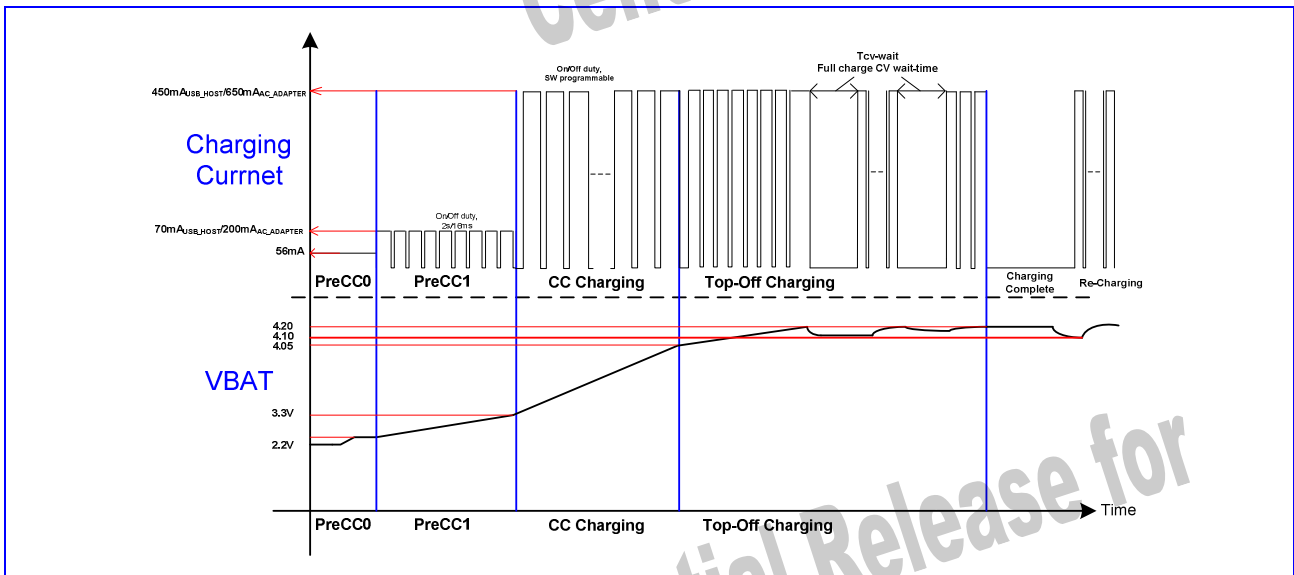 Tcv-wait
Full charge CV wait-time
On/Off duty,
SW programmable
450mAUSB_HOST/650mAAC_ADAPTER
Charging
Currnet
On/Off duty,
2s/16ms
70mAUSB_HOST/200mAAC_ADAPTER
56mA
PreCC0
PreCC1
CC Charging
Top-Off Charging
Charging
Complete
Re-Charging
4.20
4.10
4.05
VBAT
3.3V
2.2V
Time
PreCC0
PreCC1
CC Charging
Top-Off Charging
Release for